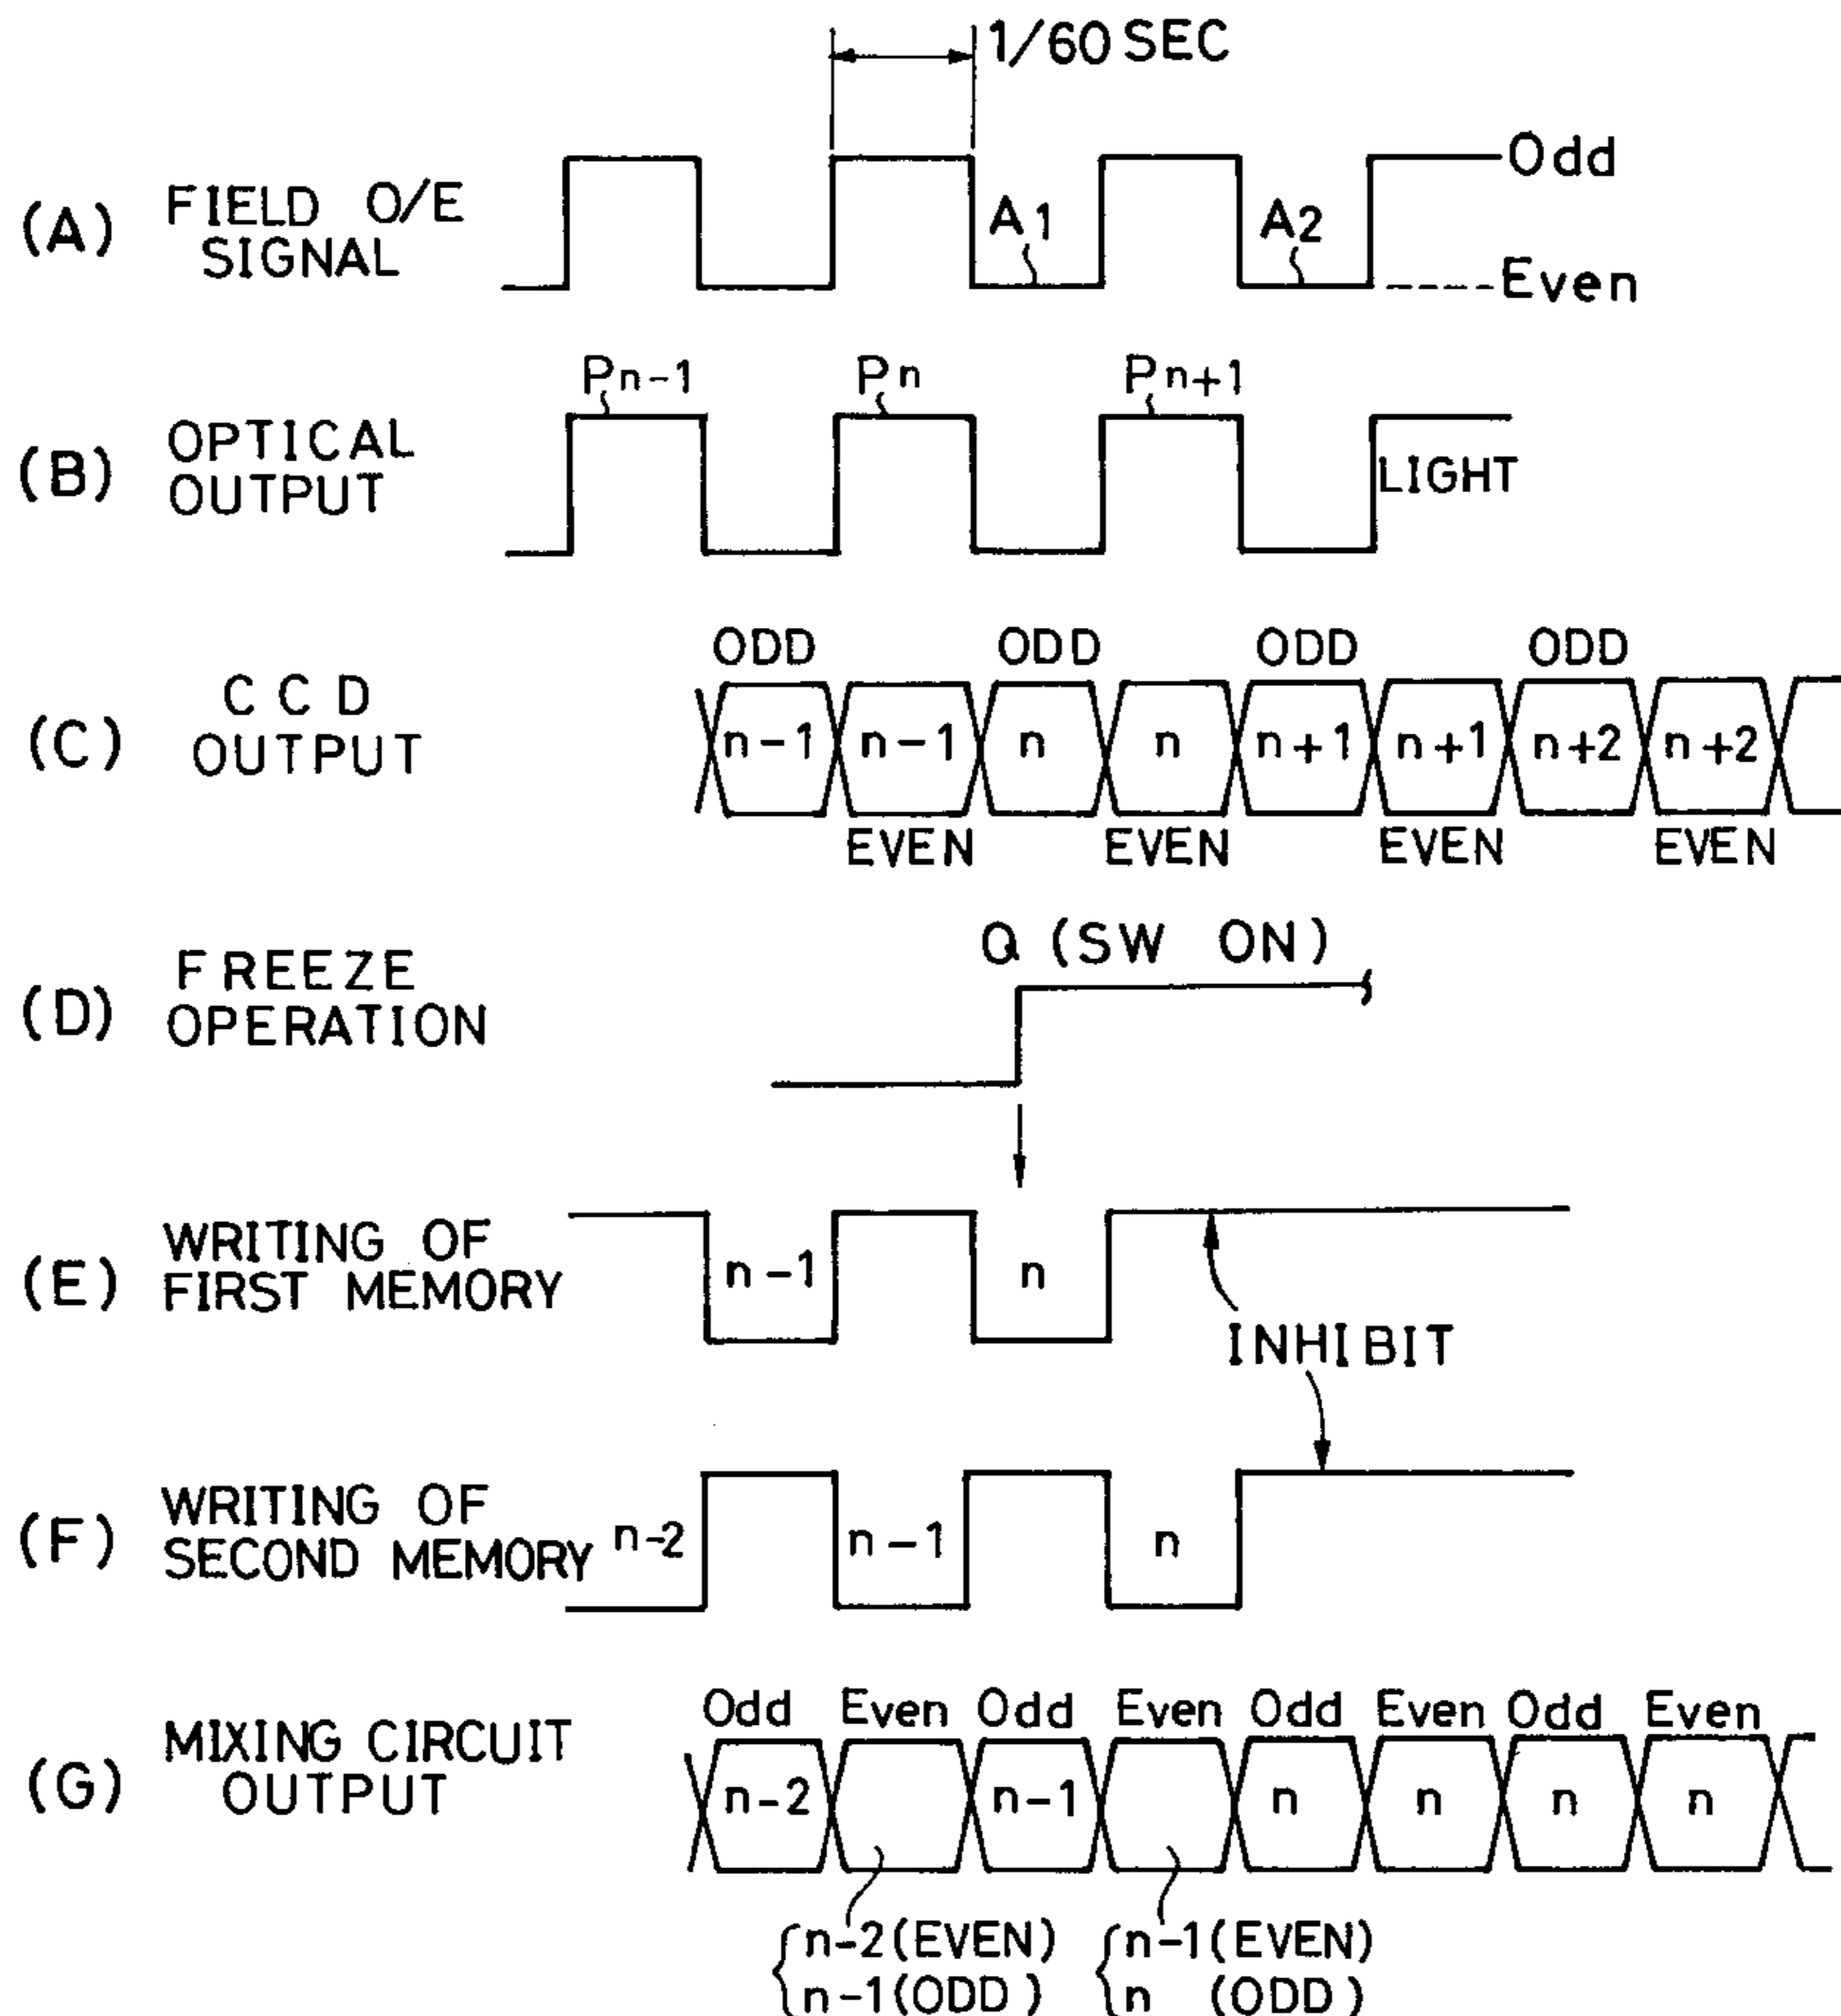 1/60 SEC
(A) FIELD O/E SIGNAL
A1
A2
Odd
Even
(B) OPTICAL OUTPUT
Pn-1
Pn
Pn+1
LIGHT
(C) CCD OUTPUT
ODD ODD ODD ODD
n-1 n-1 n n n+1 n+1 n+2 n+2
EVEN EVEN EVEN EVEN
(D) FREEZE OPERATION
Q (SW ON)
(E) WRITING OF FIRST MEMORY
n-1 n
INHIBIT
(F) WRITING OF SECOND MEMORY
n-2 n-1 n
(G) MIXING CIRCUIT OUTPUT
Odd Even Odd Even Odd Even Odd Even
n-2 n-1 n n n n
{n-2(EVEN) {n-1(EVEN)
n-1(ODD) n (ODD)